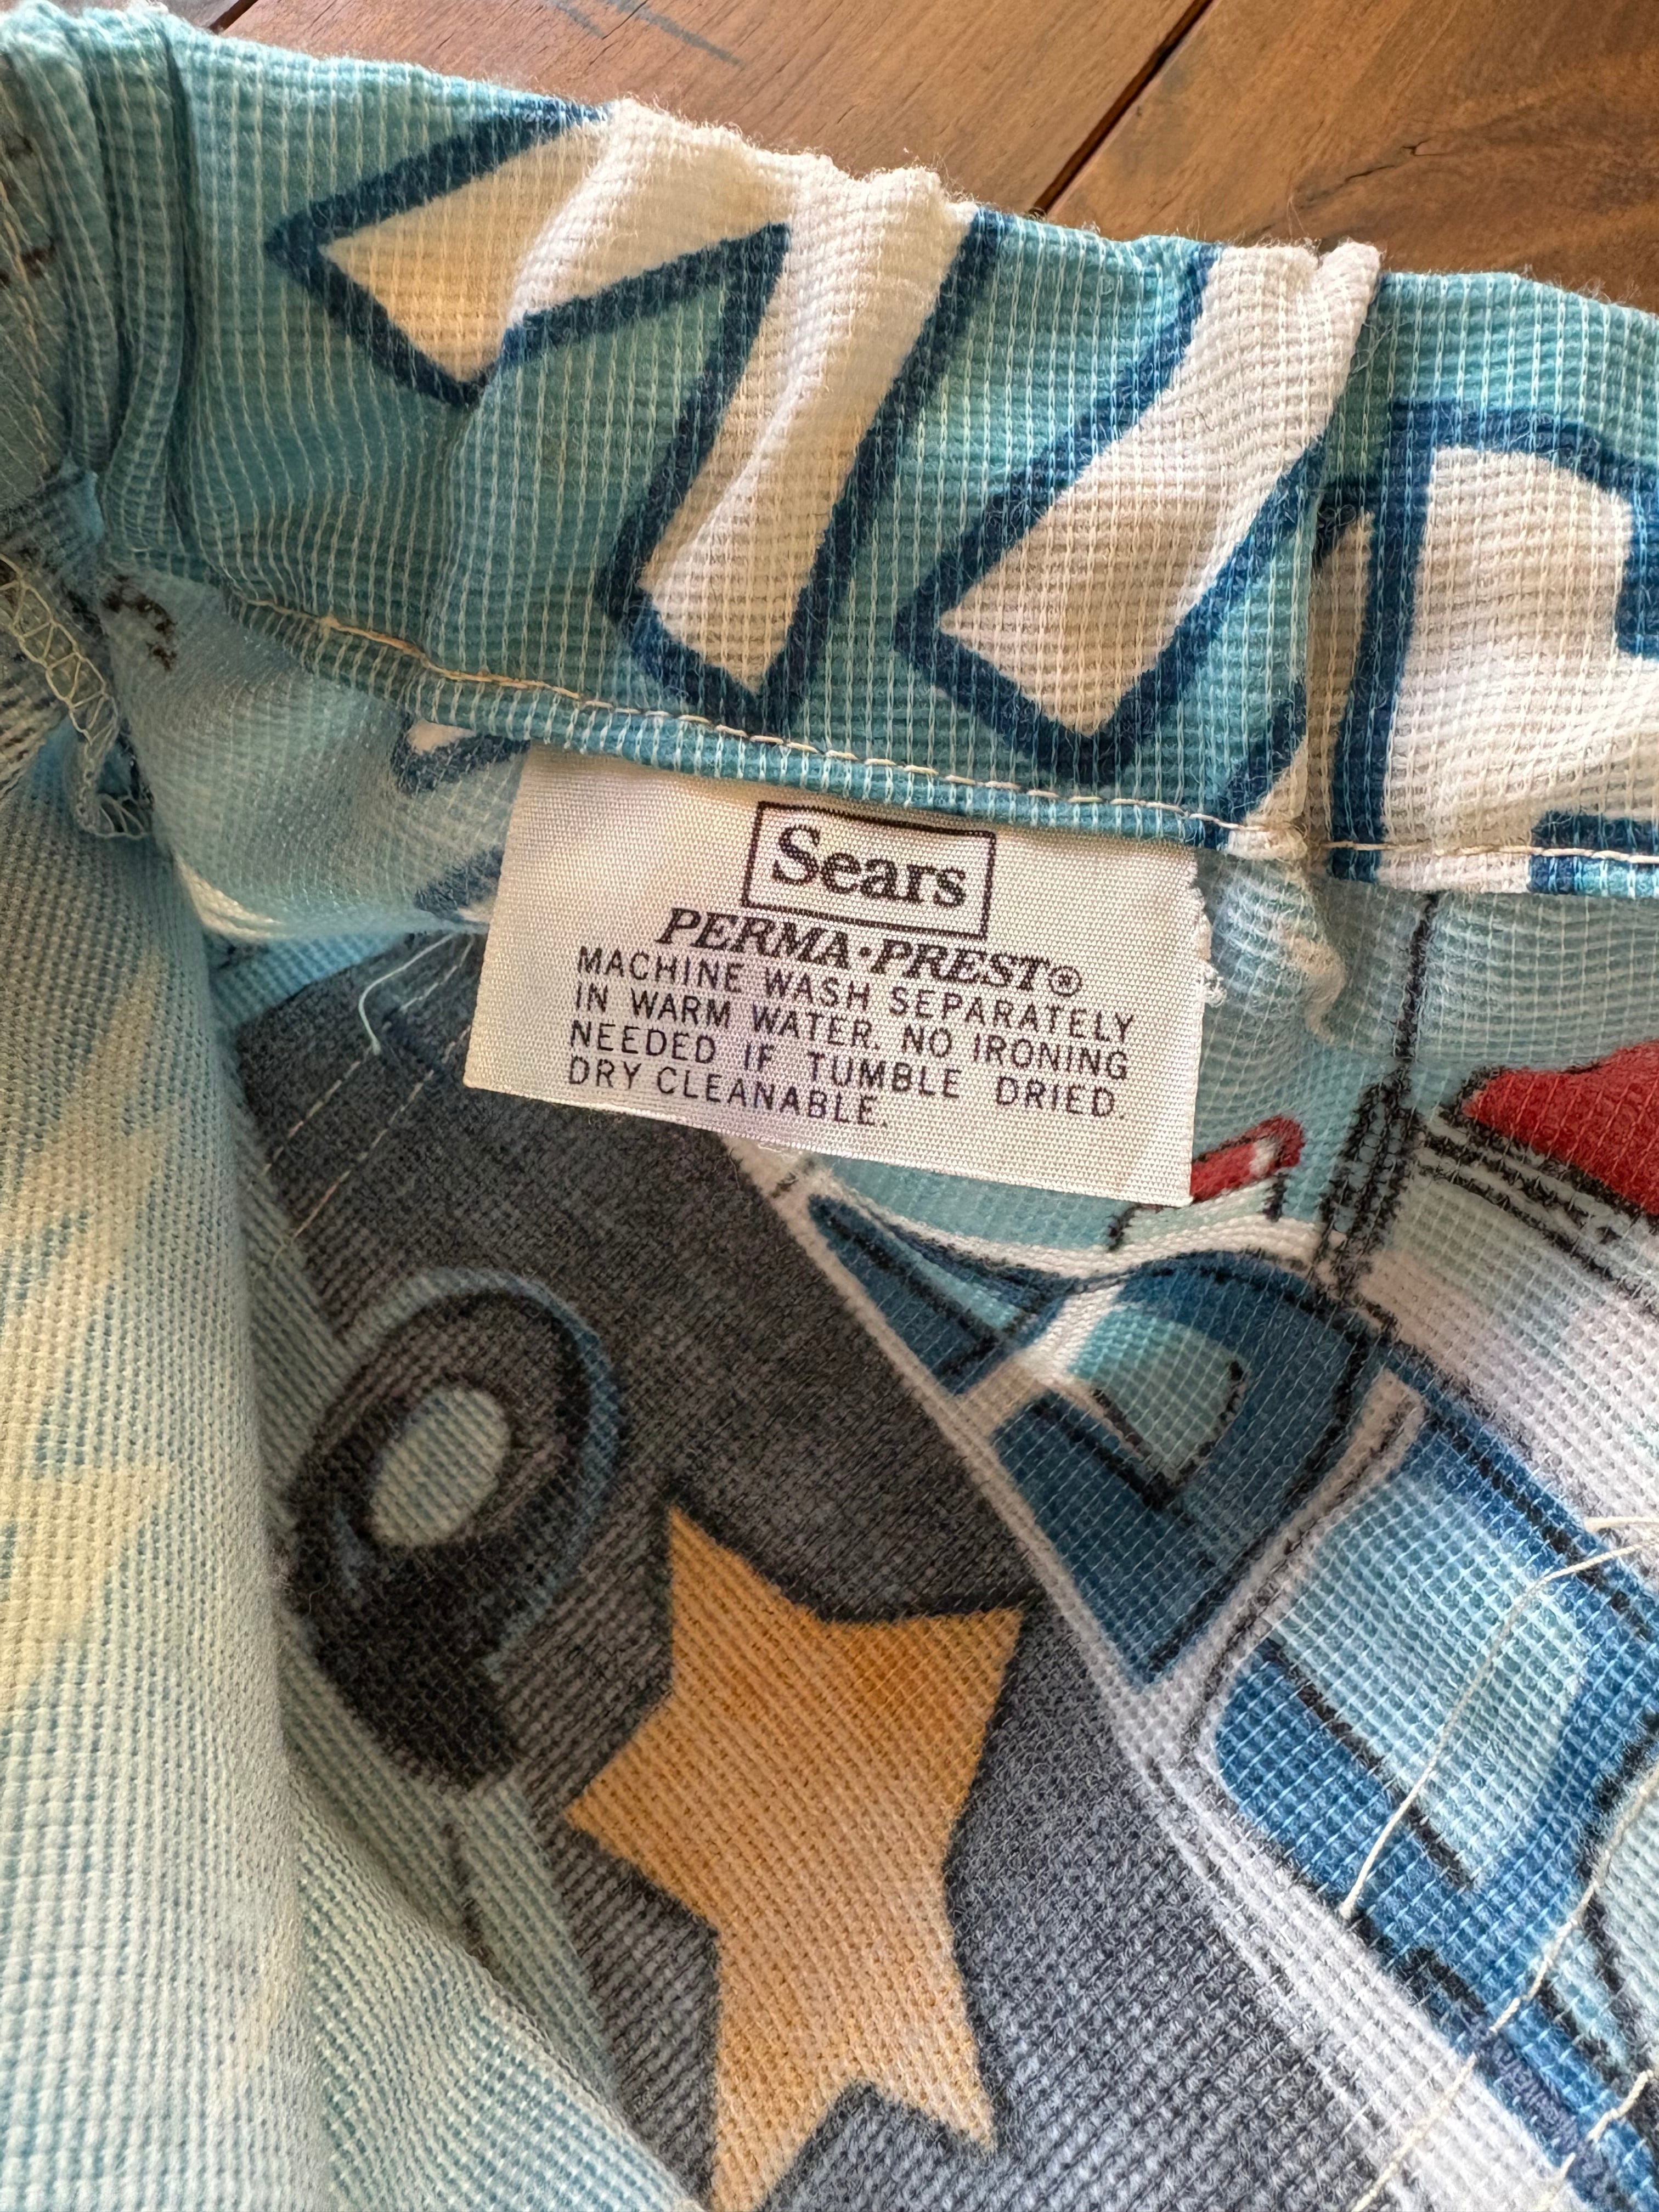 Sears
PERMA•PREST®
MACHINE WASH SEPARATELY
IN WARM WATER. NO IRONING
NEEDED IF TUMBLE DRIED.
DRY CLEANABLE.